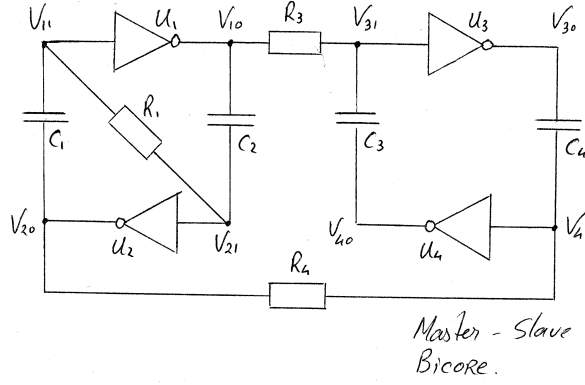 V11 U1 V10 R3 V31 U3 V30
R1
C1 C2 C3 C4
V20 U2 V21 V40 U4 V4
R4
Master - Slave
Bicore.